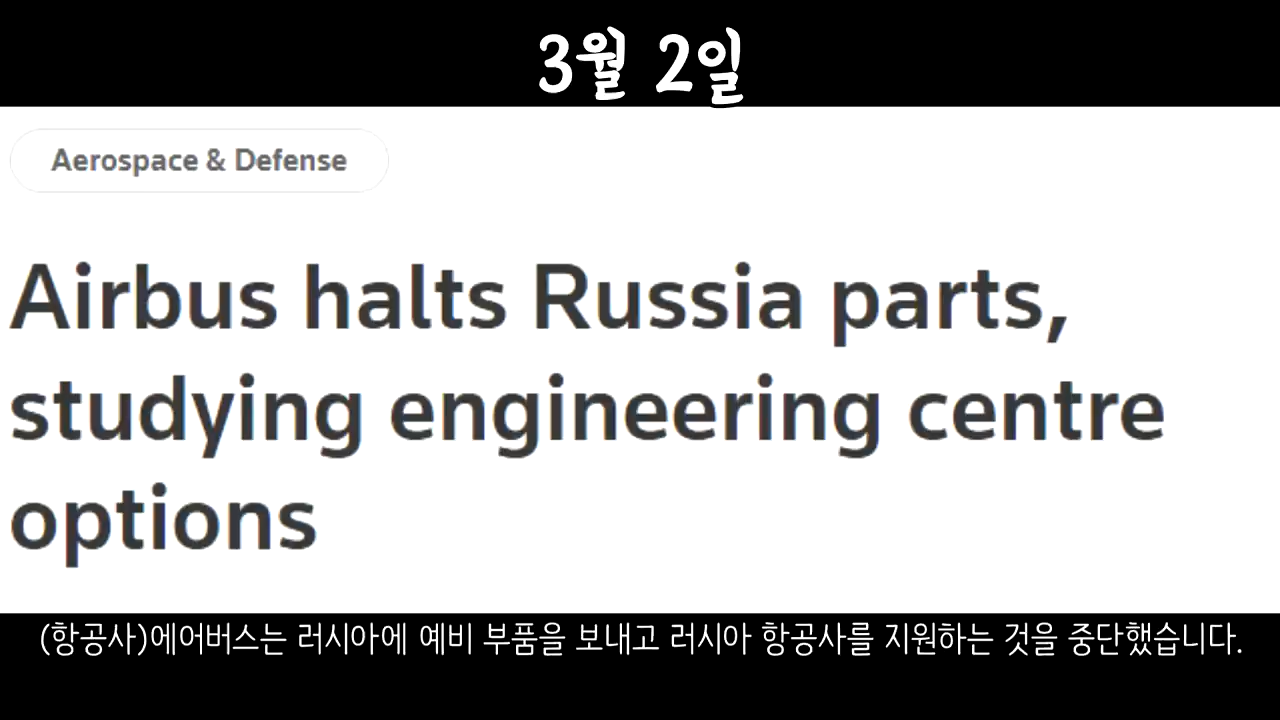 3월 2일
Aerospace & Defense
Airbus halts Russia parts,
studying engineering centre
options
(항공사)에어버스는 러시아에 예비 부품을 보내고 러시아 항공사를 지원하는 것을 중단했습니다.